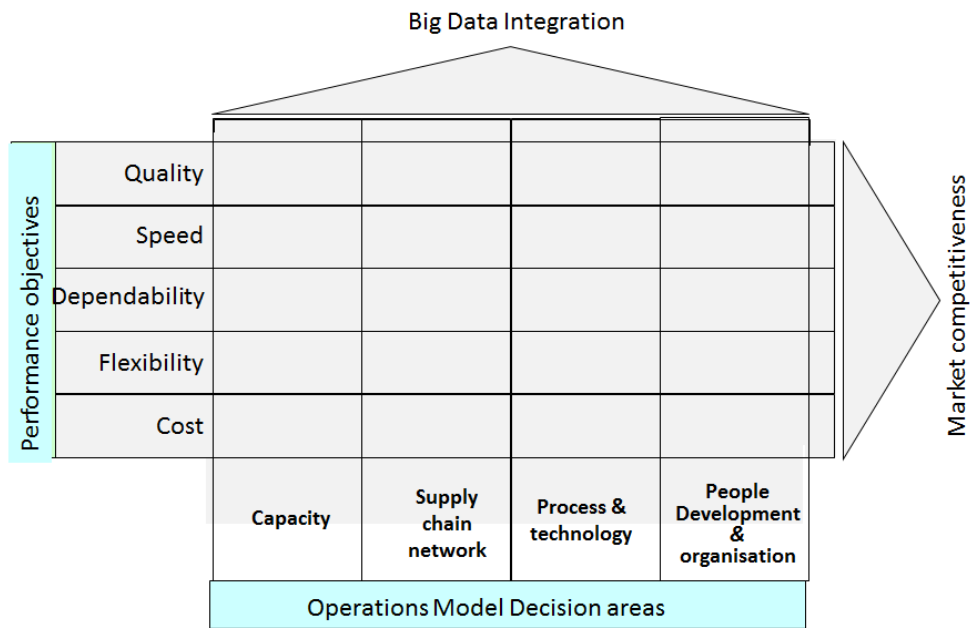 Big Data Integration
Performance objectives
Quality
Speed
Dependability
Flexibility
Cost
Market competitiveness
Capacity
Supply
chain
network
Process &
technology
People
Development
&
organisation
Operations Model Decision areas